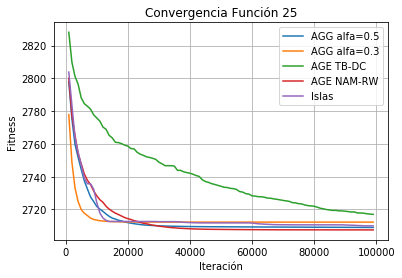 Convergencia Función 25
AGG alfa=0.5
AGG alfa=0.3
AGE TB-DC
AGE NAM-RW
Islas
Fitness
2820
2800
2780
2760
2740
2720
0 20000 40000 60000 80000 100000
Iteración